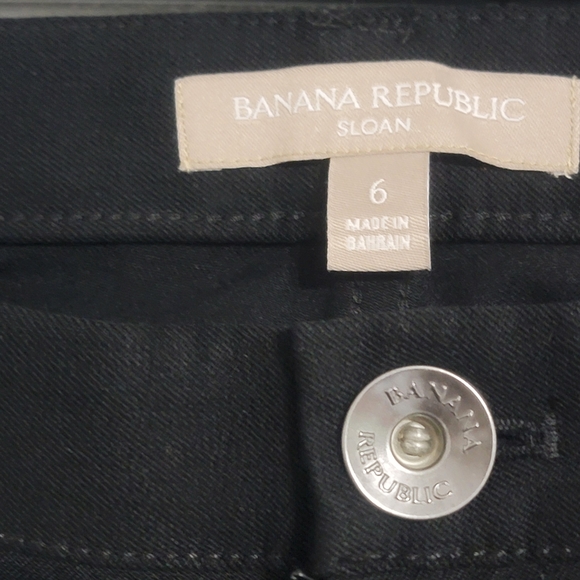 BANANA REPUBLIC
SLOAN
6
MADE IN
BAHRAIN
BANANA
REPUBLIC